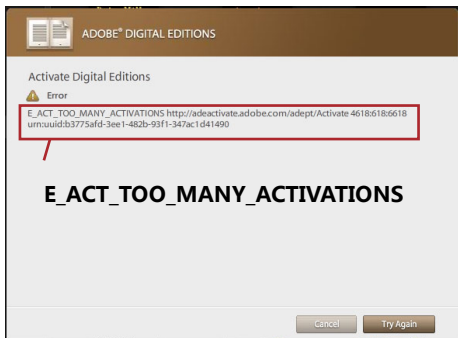 ADOBE® DIGITAL EDITIONS
Activate Digital Editions
Error
E_ACT_TOO_MANY_ACTIVATIONS http://adeactivate.adobe.com/adept/Activate 4618:618:6618
urn:uuid:b3775afd-3ee1-482b-93f1-347ac1d41490
E_ACT_TOO_MANY_ACTIVATIONS
Cancel
Try Again